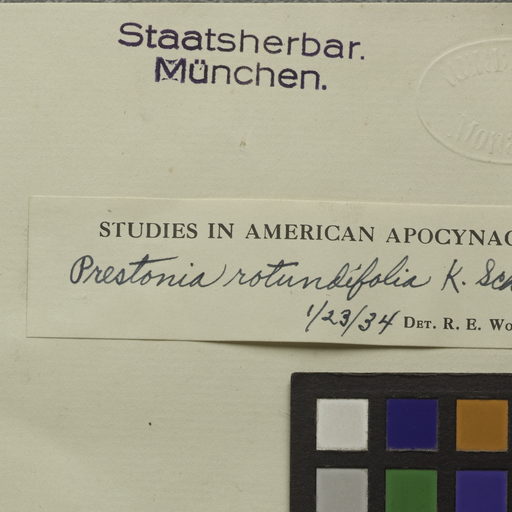 Staatsherbar.
München.
STUDIES IN AMERICAN APOCYNAC
Prestonia rotundifolia K. Sch
1/23/34 DET. R. E. Wo